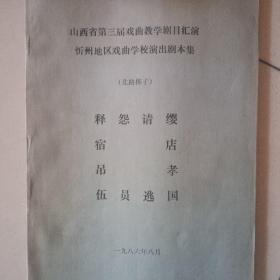 山西省第三届戏曲教学剧目汇演
忻州地区戏曲学校演出剧本集
（北路梆子）
释怨请缨
宿店
吊孝
伍员逃国
一九八六年八月